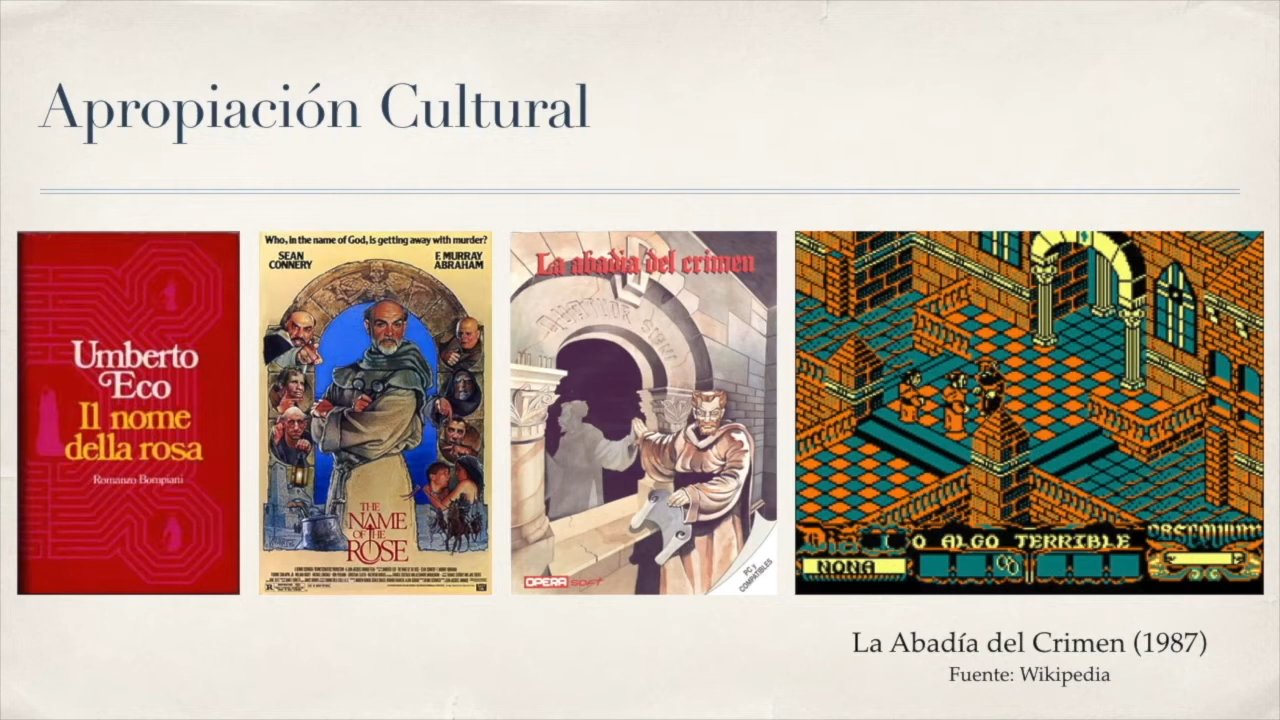 Apropiación Cultural
Umberto
Eco
Il nome
della rosa
Romanzo Bompiani
Who, in the name of God, is getting away with murder?
SEAN
CONNERY
F. MURRAY
ABRAHAM
THE
NAME
OF THE
ROSE
R
La abadía del crimen
OPERA SOFT
PC y
COMPATIBLES
Dia I
O ALGO TERRIBLE
OBSEQUIUM
NONA
La Abadía del Crimen (1987)
Fuente: Wikipedia